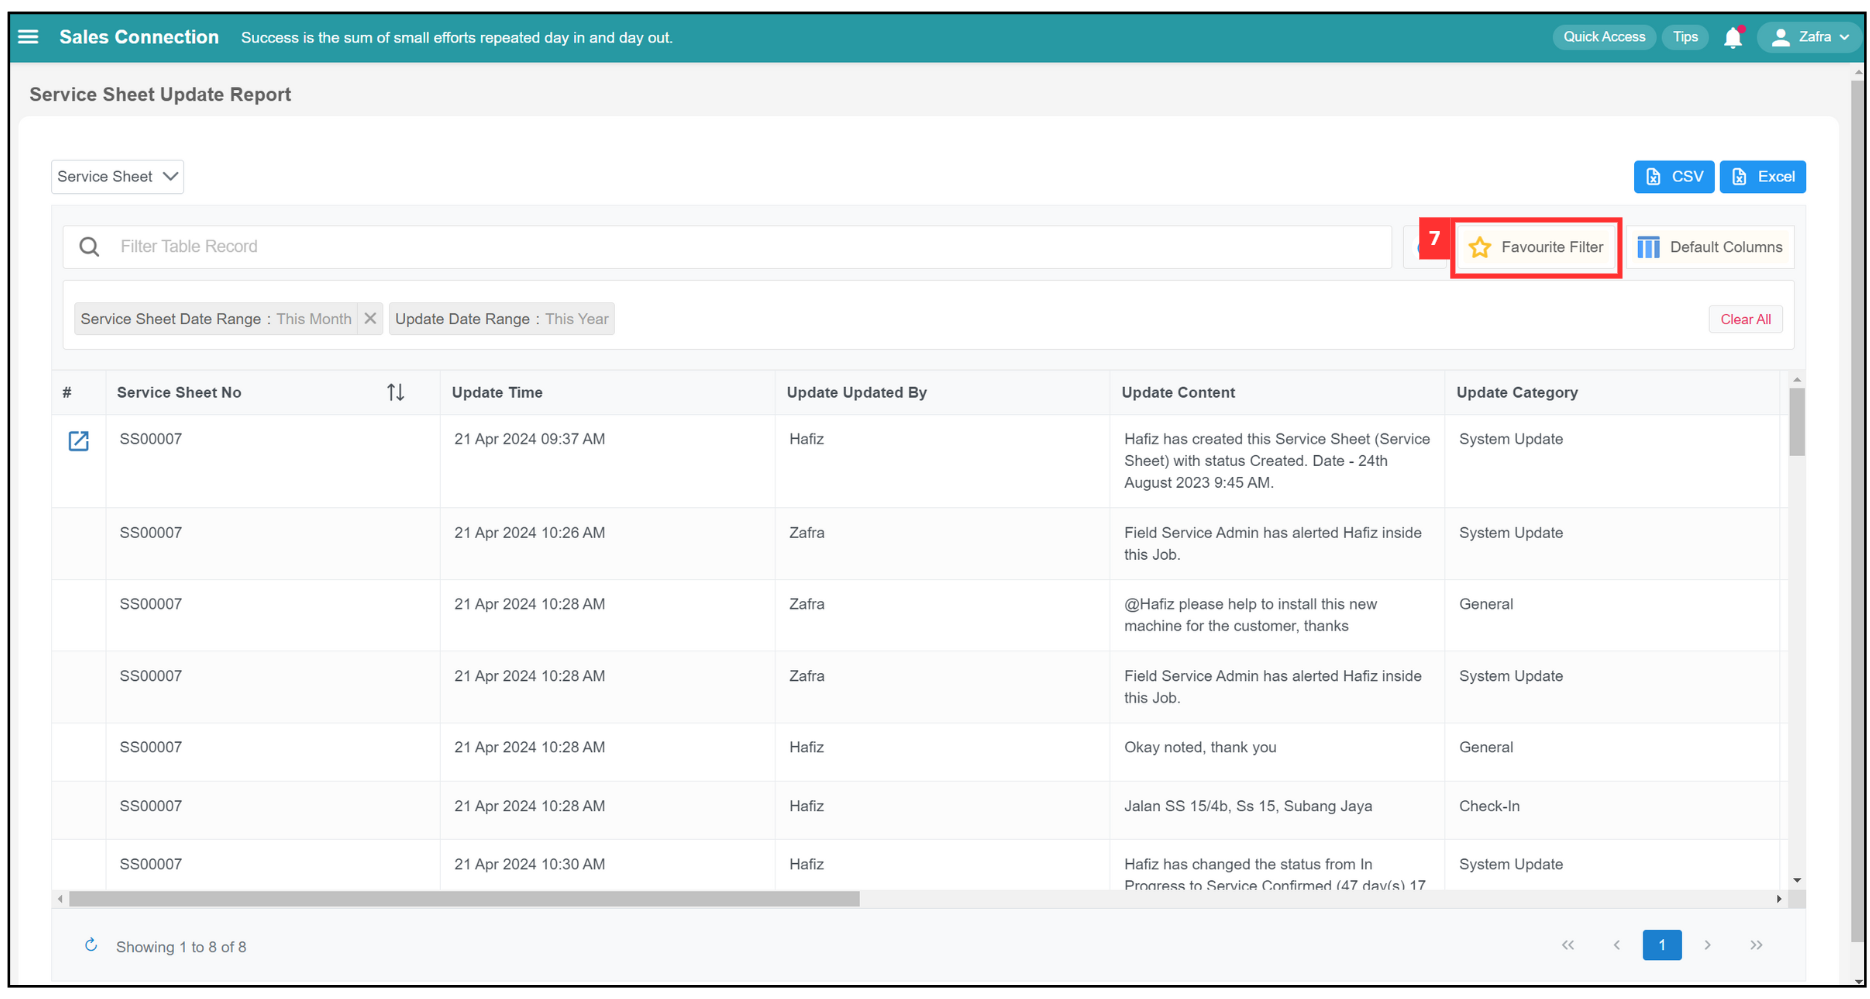 Sales Connection Success is the sum of small efforts repeated day in and day out. Quick Access Tips Zafra
Service Sheet Update Report
Service Sheet CSV Excel
Filter Table Record 7 Favourite Filter Default Columns
Service Sheet Date Range : This Month Update Date Range : This Year Clear All
# Service Sheet No Update Time Update Updated By Update Content Update Category
SS00007 21 Apr 2024 09:37 AM Hafiz Hafiz has created this Service Sheet (Service System Update
Sheet) with status Created. Date - 24th
August 2023 9:45 AM.
SS00007 21 Apr 2024 10:26 AM Zafra Field Service Admin has alerted Hafiz inside System Update
this Job.
SS00007 21 Apr 2024 10:28 AM Zafra @Hafiz please help to install this new General
machine for the customer, thanks
SS00007 21 Apr 2024 10:28 AM Zafra Field Service Admin has alerted Hafiz inside System Update
this Job.
SS00007 21 Apr 2024 10:28 AM Hafiz Okay noted, thank you General
SS00007 21 Apr 2024 10:28 AM Hafiz Jalan SS 15/4b, Ss 15, Subang Jaya Check-In
SS00007 21 Apr 2024 10:30 AM Hafiz Hafiz has changed the status from In System Update
Progress to Service Confirmed (47 day(s) 17
Showing 1 to 8 of 8 1